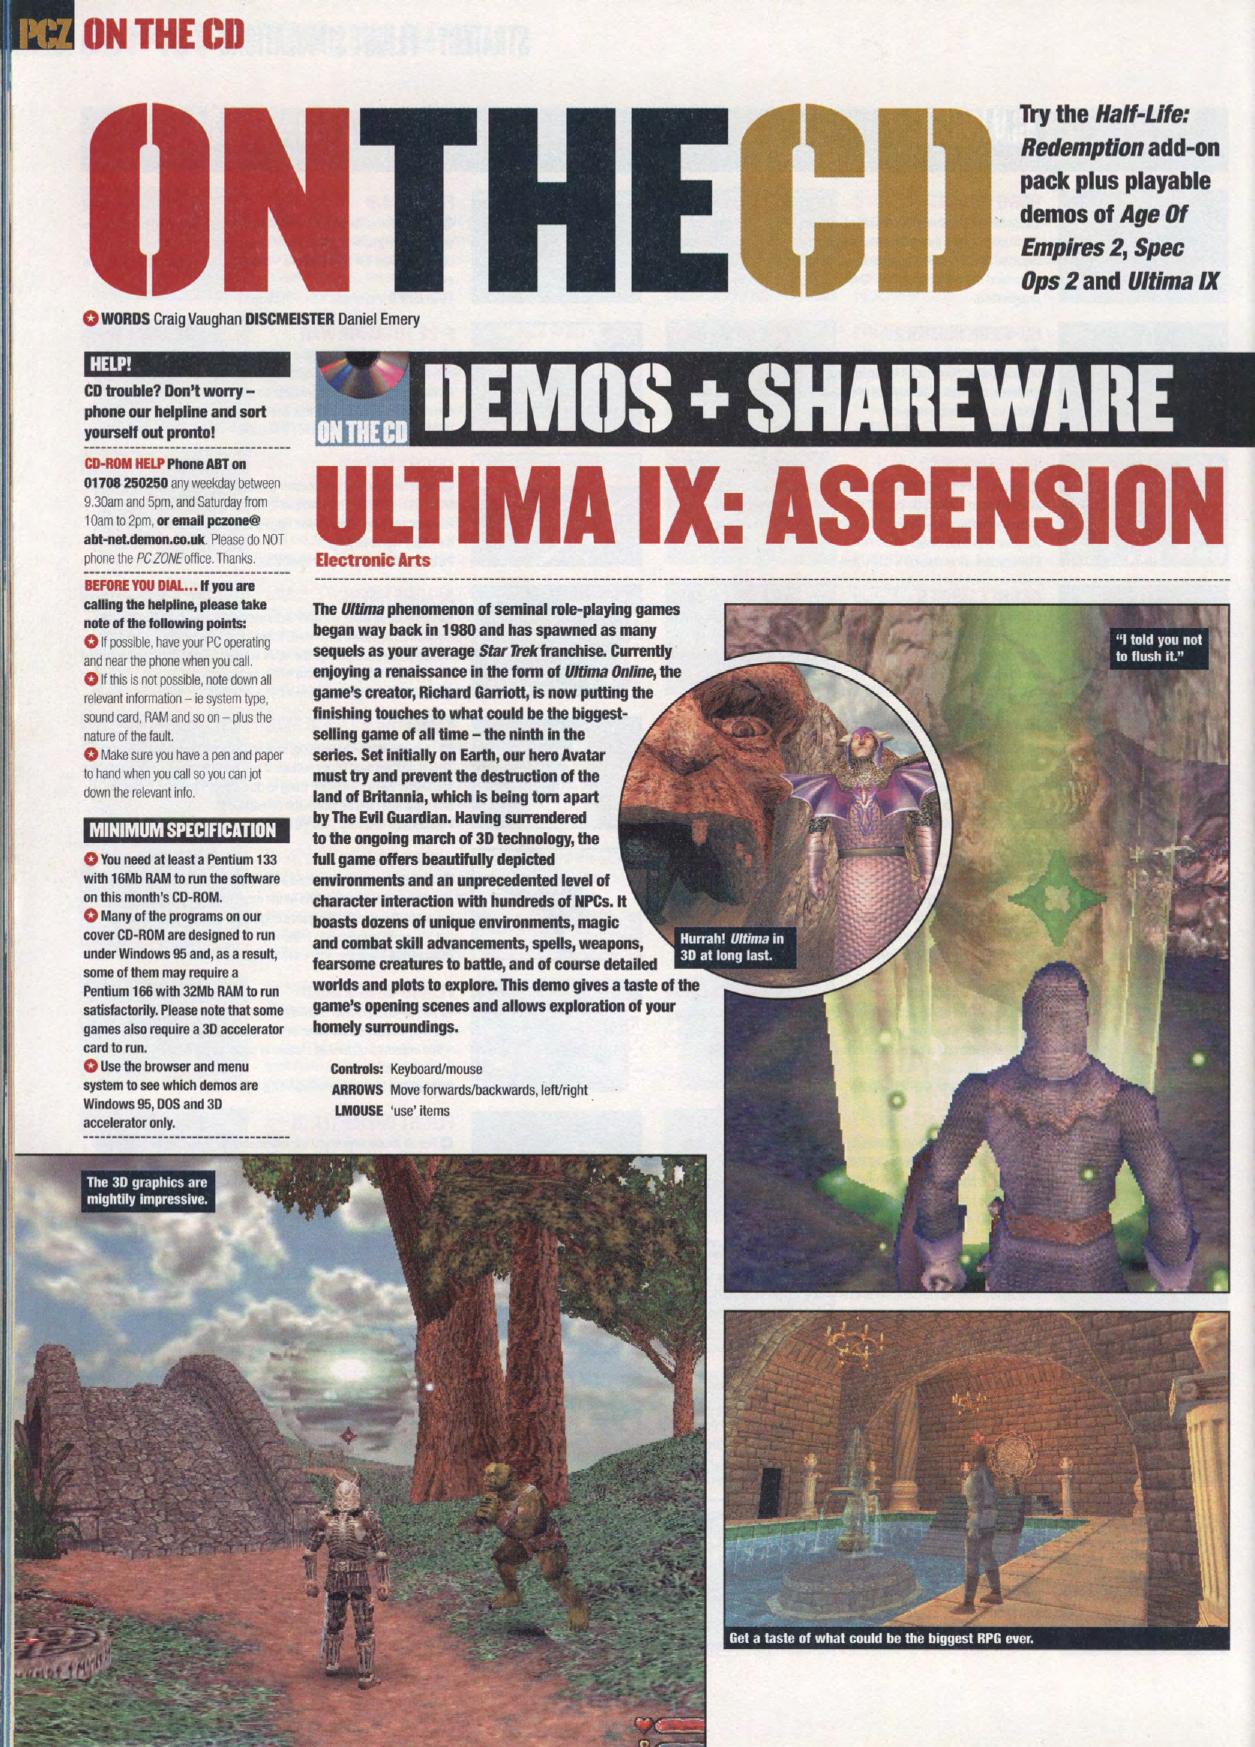 PCZ ON THE CD
ON THE CD
Try the Half-Life:
Redemption add-on
pack plus playable
demos of Age Of
Empires 2, Spec
Ops 2 and Ultima IX
WORDS Craig Vaughan DISCMEISTER Daniel Emery
HELP!
CD trouble? Don't worry –
phone our helpline and sort
yourself out pronto!
CD-ROM HELP Phone ABT on
01708 250250 any weekday between
9.30am and 5pm, and Saturday from
10am to 2pm, or email pczone@
abt-net.demon.co.uk. Please do NOT
phone the PC ZONE office. Thanks.
BEFORE YOU DIAL... If you are
calling the helpline, please take
note of the following points:
If possible, have your PC operating
and near the phone when you call.
If this is not possible, note down all
relevant information – ie system type,
sound card, RAM and so on – plus the
nature of the fault.
Make sure you have a pen and paper
to hand when you call so you can jot
down the relevant info.
MINIMUM SPECIFICATION
You need at least a Pentium 133
with 16Mb RAM to run the software
on this month's CD-ROM.
Many of the programs on our
cover CD-ROM are designed to run
under Windows 95 and, as a result,
some of them may require a
Pentium 166 with 32Mb RAM to run
satisfactorily. Please note that some
games also require a 3D accelerator
card to run.
Use the browser and menu
system to see which demos are
Windows 95, DOS and 3D
accelerator only.
ON THE CD
DEMOS + SHAREWARE
ULTIMA IX: ASCENSION
Electronic Arts
The Ultima phenomenon of seminal role-playing games
began way back in 1980 and has spawned as many
sequels as your average Star Trek franchise. Currently
enjoying a renaissance in the form of Ultima Online, the
game's creator, Richard Garriott, is now putting the
finishing touches to what could be the biggest-
selling game of all time – the ninth in the
series. Set initially on Earth, our hero Avatar
must try and prevent the destruction of the
land of Britannia, which is being torn apart
by The Evil Guardian. Having surrendered
to the ongoing march of 3D technology, the
full game offers beautifully depicted
environments and an unprecedented level of
character interaction with hundreds of NPCs. It
boasts dozens of unique environments, magic
and combat skill advancements, spells, weapons,
fearsome creatures to battle, and of course detailed
worlds and plots to explore. This demo gives a taste of the
game's opening scenes and allows exploration of your
homely surroundings.
Controls: Keyboard/mouse
ARROWS Move forwards/backwards, left/right
LMOUSE 'use' items
"I told you not
to flush it."
Hurrah! Ultima in
3D at long last.
The 3D graphics are
mightily impressive.
Get a taste of what could be the biggest RPG ever.